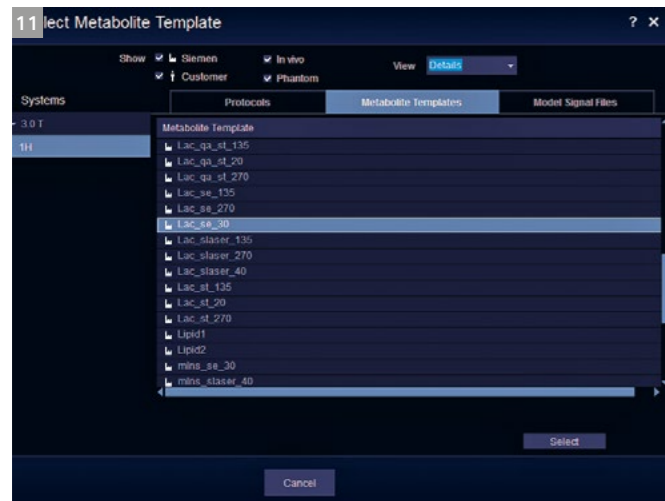 11 lect Metabolite Template ? ×
Show Siemen In vivo View Details
Customer Phantom
Systems Protocols Metabolite Templates Model Signal Files
3.0 T Metabolite Template
1H Lac_qa_st_135
Lac_qa_st_20
Lac_qa_st_270
Lac_se_135
Lac_se_270
Lac_se_30
Lac_slaser_135
Lac_slaser_270
Lac_slaser_40
Lac_st_135
Lac_st_20
Lac_st_270
Lipid1
Lipid2
mIns_se_30
mIns_slaser_40
Select
Cancel